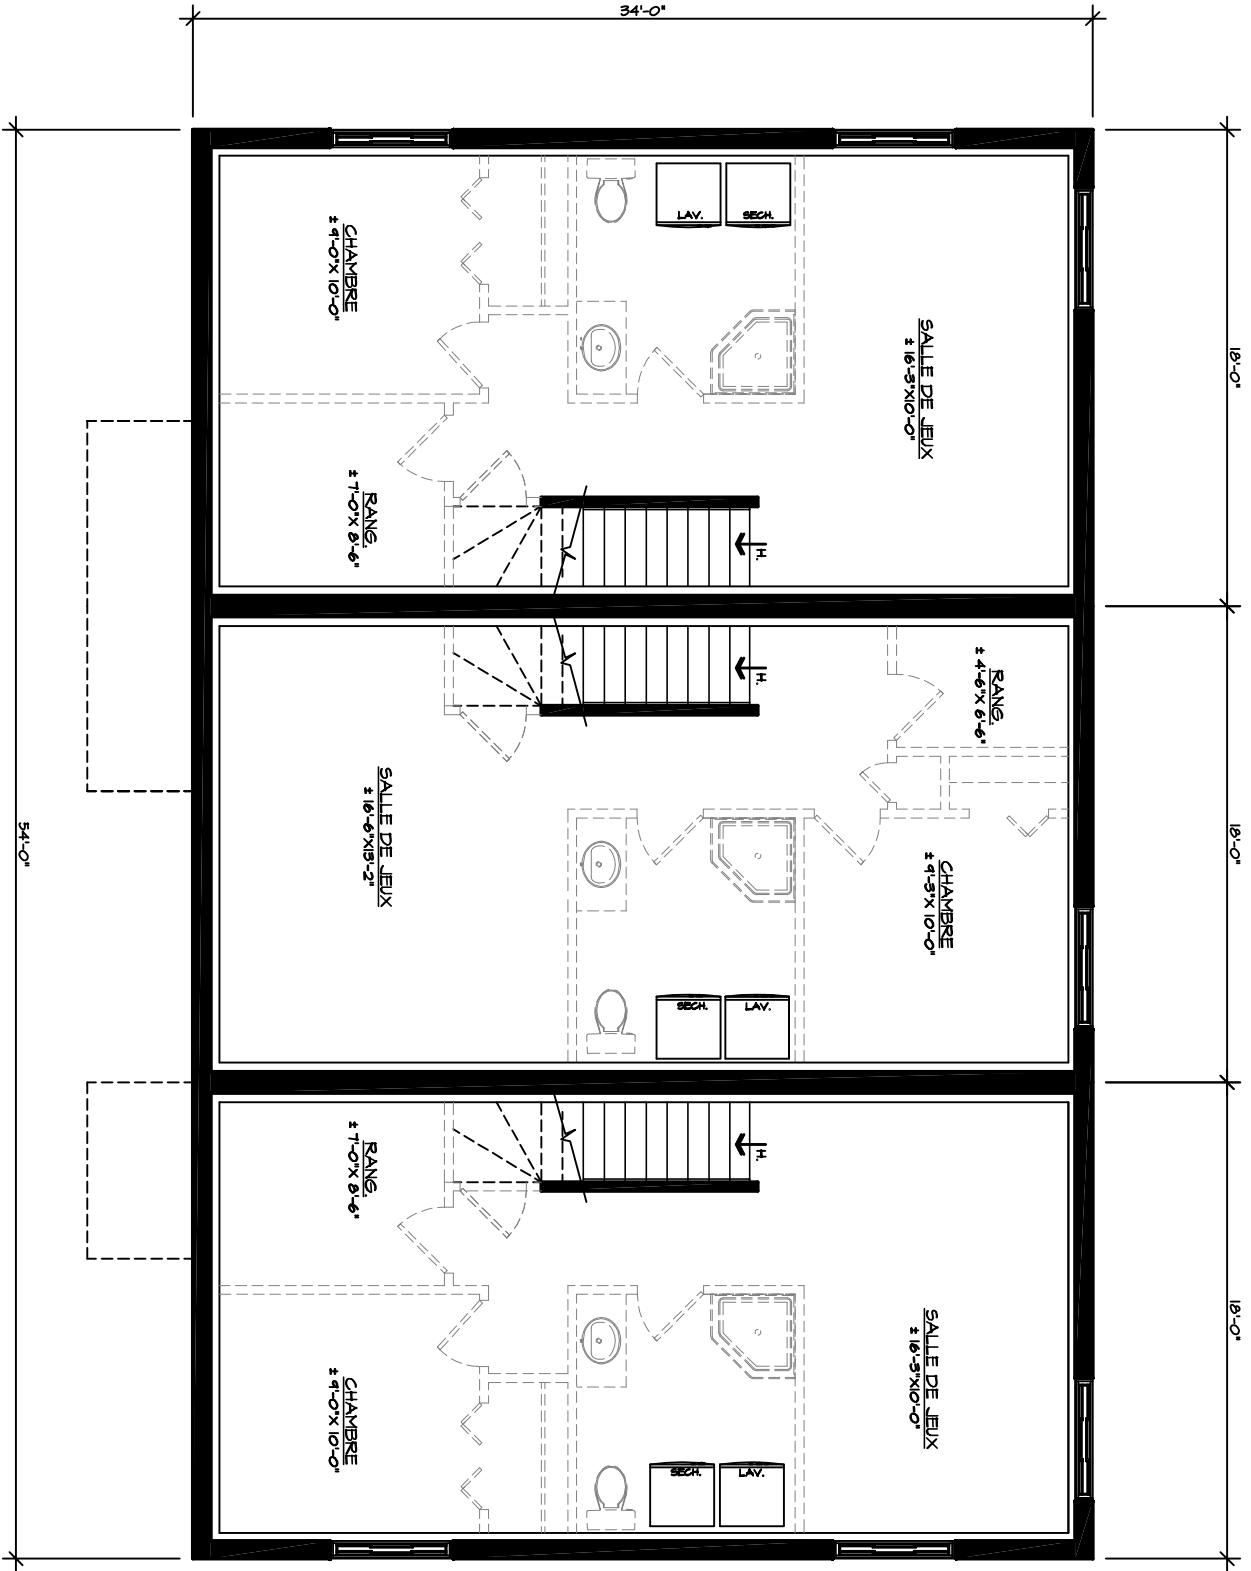 34'-0"
18'-0"
18'-0"
18'-0"
54'-0"
LAV.
SECH.
CHAMBRE
± 9'-0"X 10'-0"
SALLE DE JEUX
± 16'-3"X10'-0"
RANG.
± 7'-0"X 8'-6"
H.
H.
RANG.
± 4'-6"X 6'-6"
SALLE DE JEUX
± 16'-6"X13'-2"
CHAMBRE
± 9'-3"X 10'-0"
SECH.
LAV.
H.
RANG.
± 7'-0"X 8'-6"
SALLE DE JEUX
± 16'-3"X10'-0"
CHAMBRE
± 9'-0"X 10'-0"
SECH.
LAV.